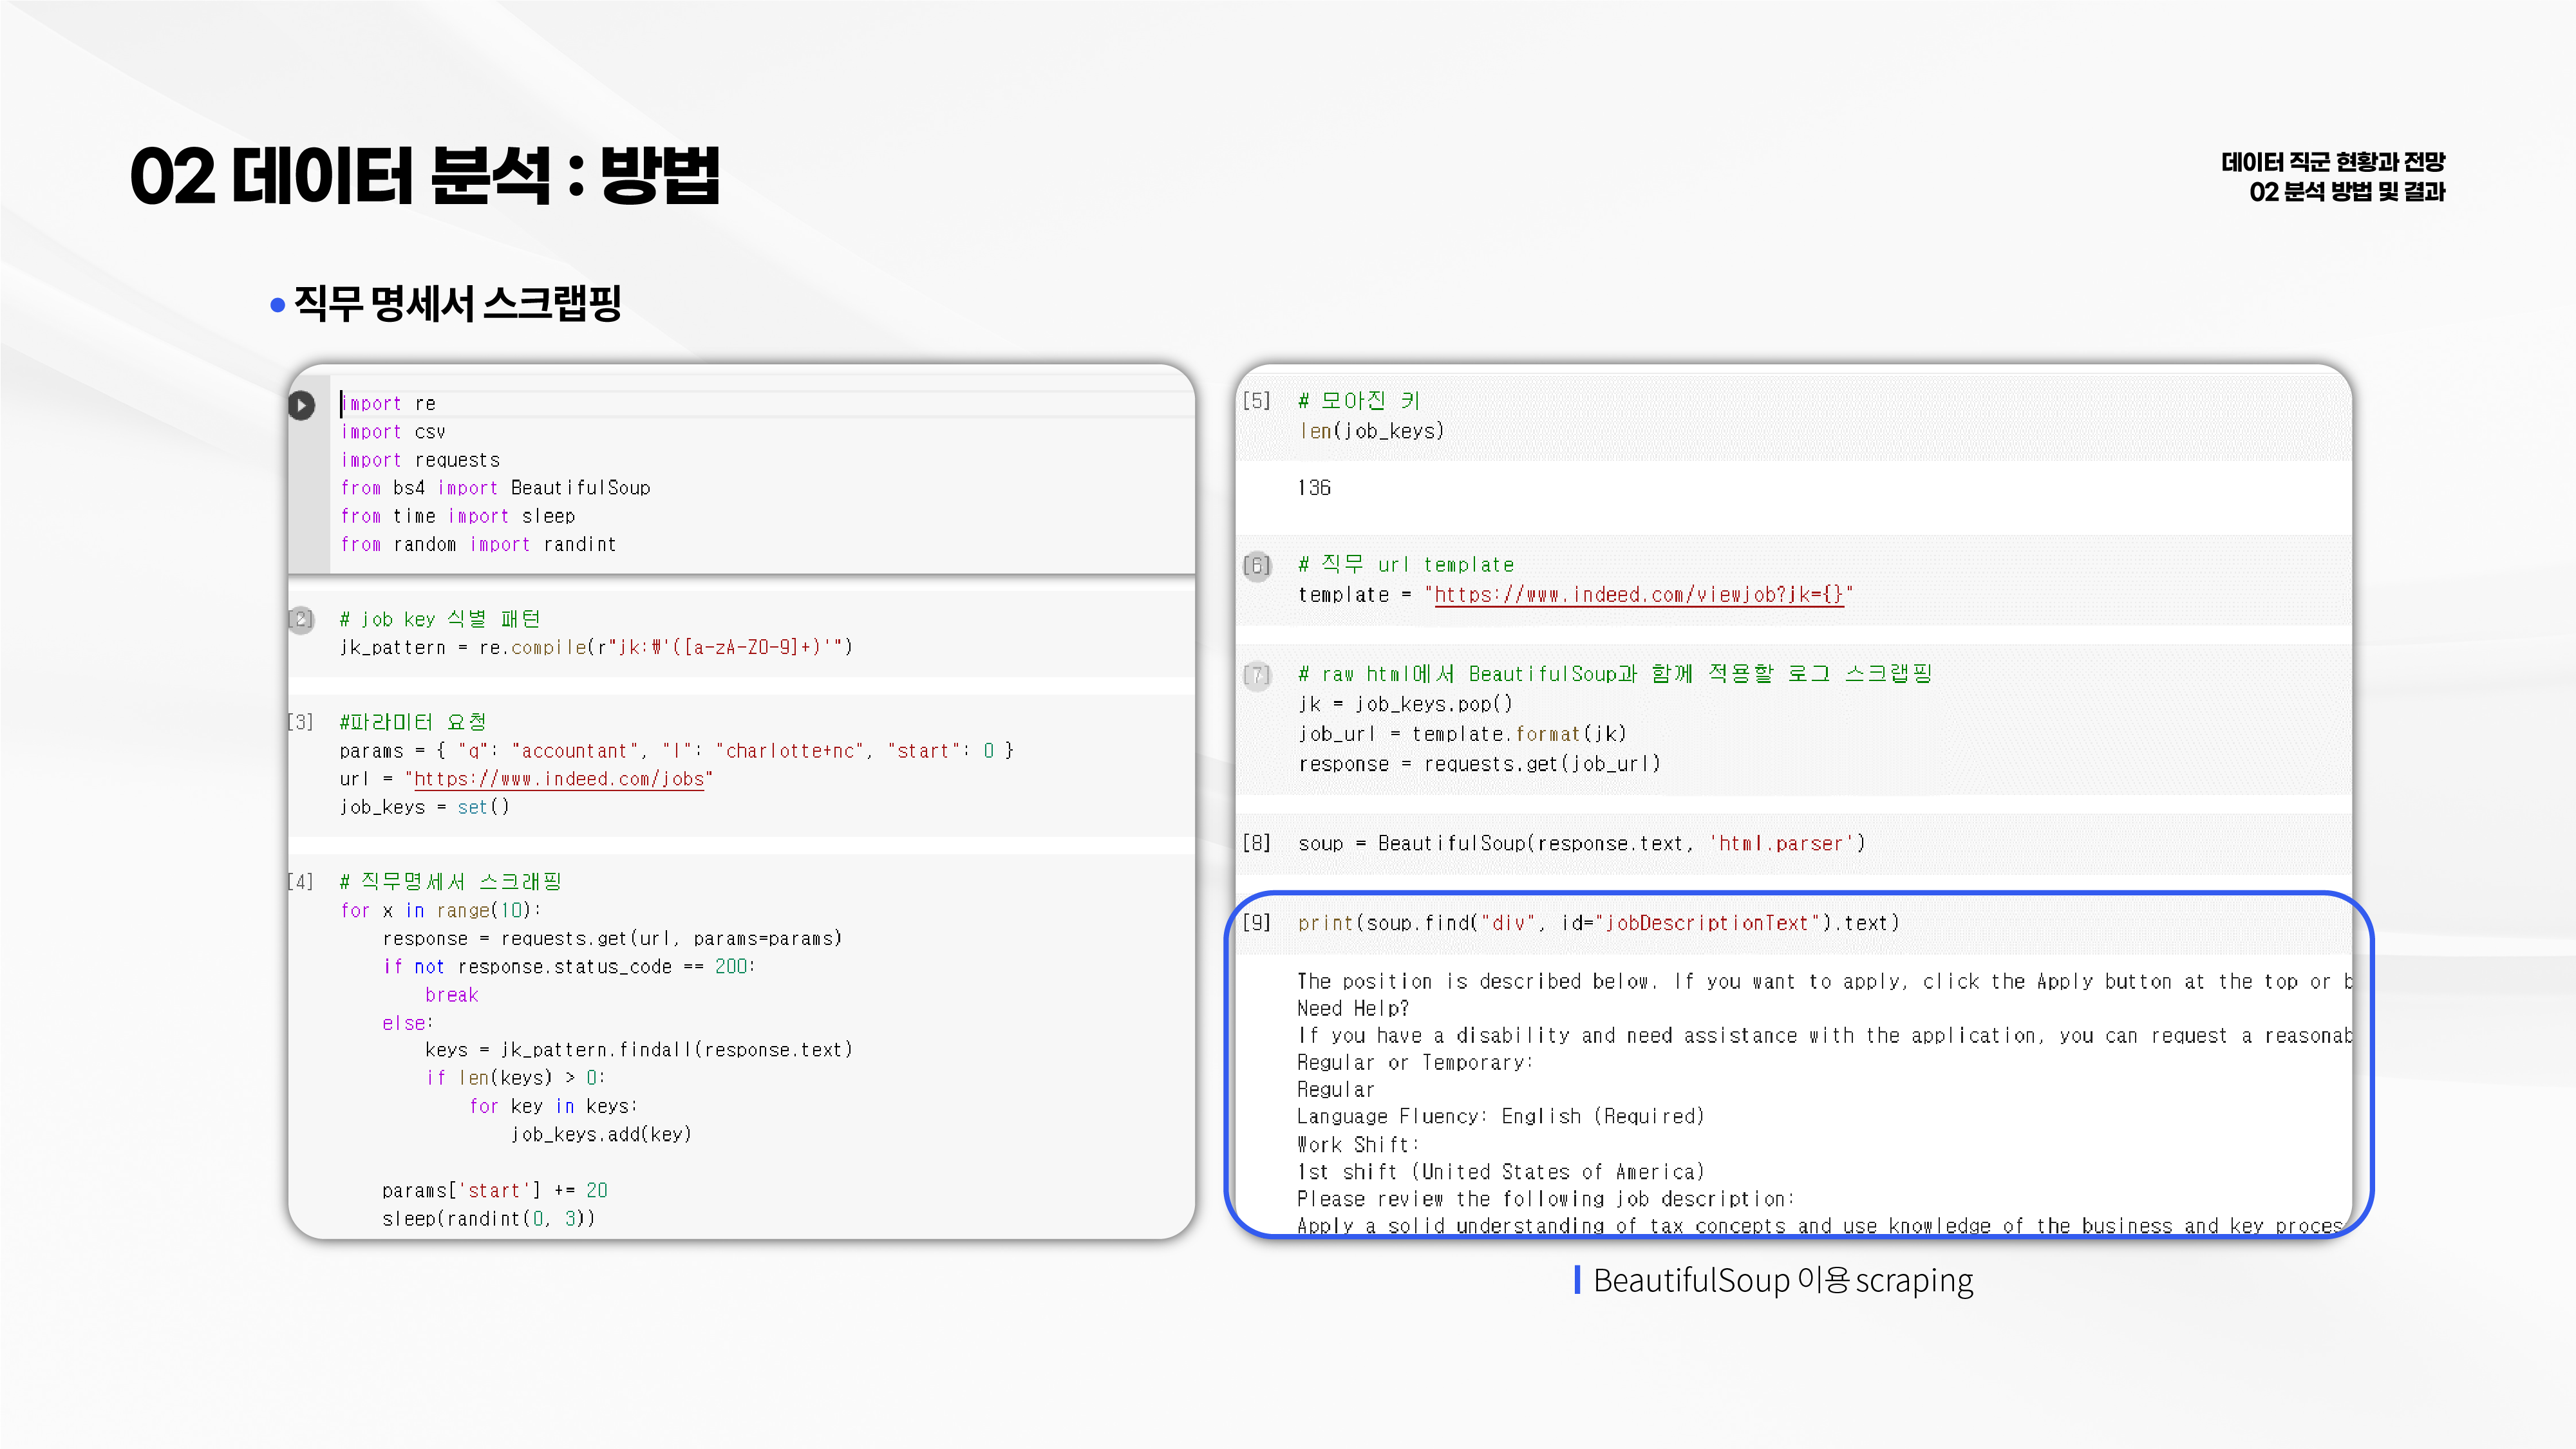 02 데이터 분석 : 방법
데이터 직군 현황과 전망
02 분석 방법 및 결과
• 직무 명세서 스크랩핑
import re
import csv
import requests
from bs4 import BeautifulSoup
from time import sleep
from random import randint
[2] # job key 식별 패턴
jk_pattern = re.compile(r"jk:₩'([a-zA-Z0-9]+)'")
[3] #파라미터 요청
params = { "q": "accountant", "l": "charlotte+nc", "start": 0 }
url = "https://www.indeed.com/jobs"
job_keys = set()
[4] # 직무명세서 스크래핑
for x in range(10):
    response = requests.get(url, params=params)
    if not response.status_code == 200:
        break
    else:
        keys = jk_pattern.findall(response.text)
        if len(keys) > 0:
            for key in keys:
                job_keys.add(key)
    params['start'] += 20
    sleep(randint(0, 3))
[5] # 모아진 키
len(job_keys)
136
[6] # 직무 url template
template = "https://www.indeed.com/viewjob?jk={}"
[7] # raw html에서 BeautifulSoup과 함께 적용할 로그 스크랩핑
jk = job_keys.pop()
job_url = template.format(jk)
response = requests.get(job_url)
[8] soup = BeautifulSoup(response.text, 'html.parser')
[9] print(soup.find("div", id="jobDescriptionText").text)
The position is described below. If you want to apply, click the Apply button at the top or b
Need Help?
If you have a disability and need assistance with the application, you can request a reasonab
Regular or Temporary:
Regular
Language Fluency: English (Required)
Work Shift:
1st shift (United States of America)
Please review the following job description:
Apply a solid understanding of tax concepts and use knowledge of the business and key proces
BeautifulSoup 이용 scraping